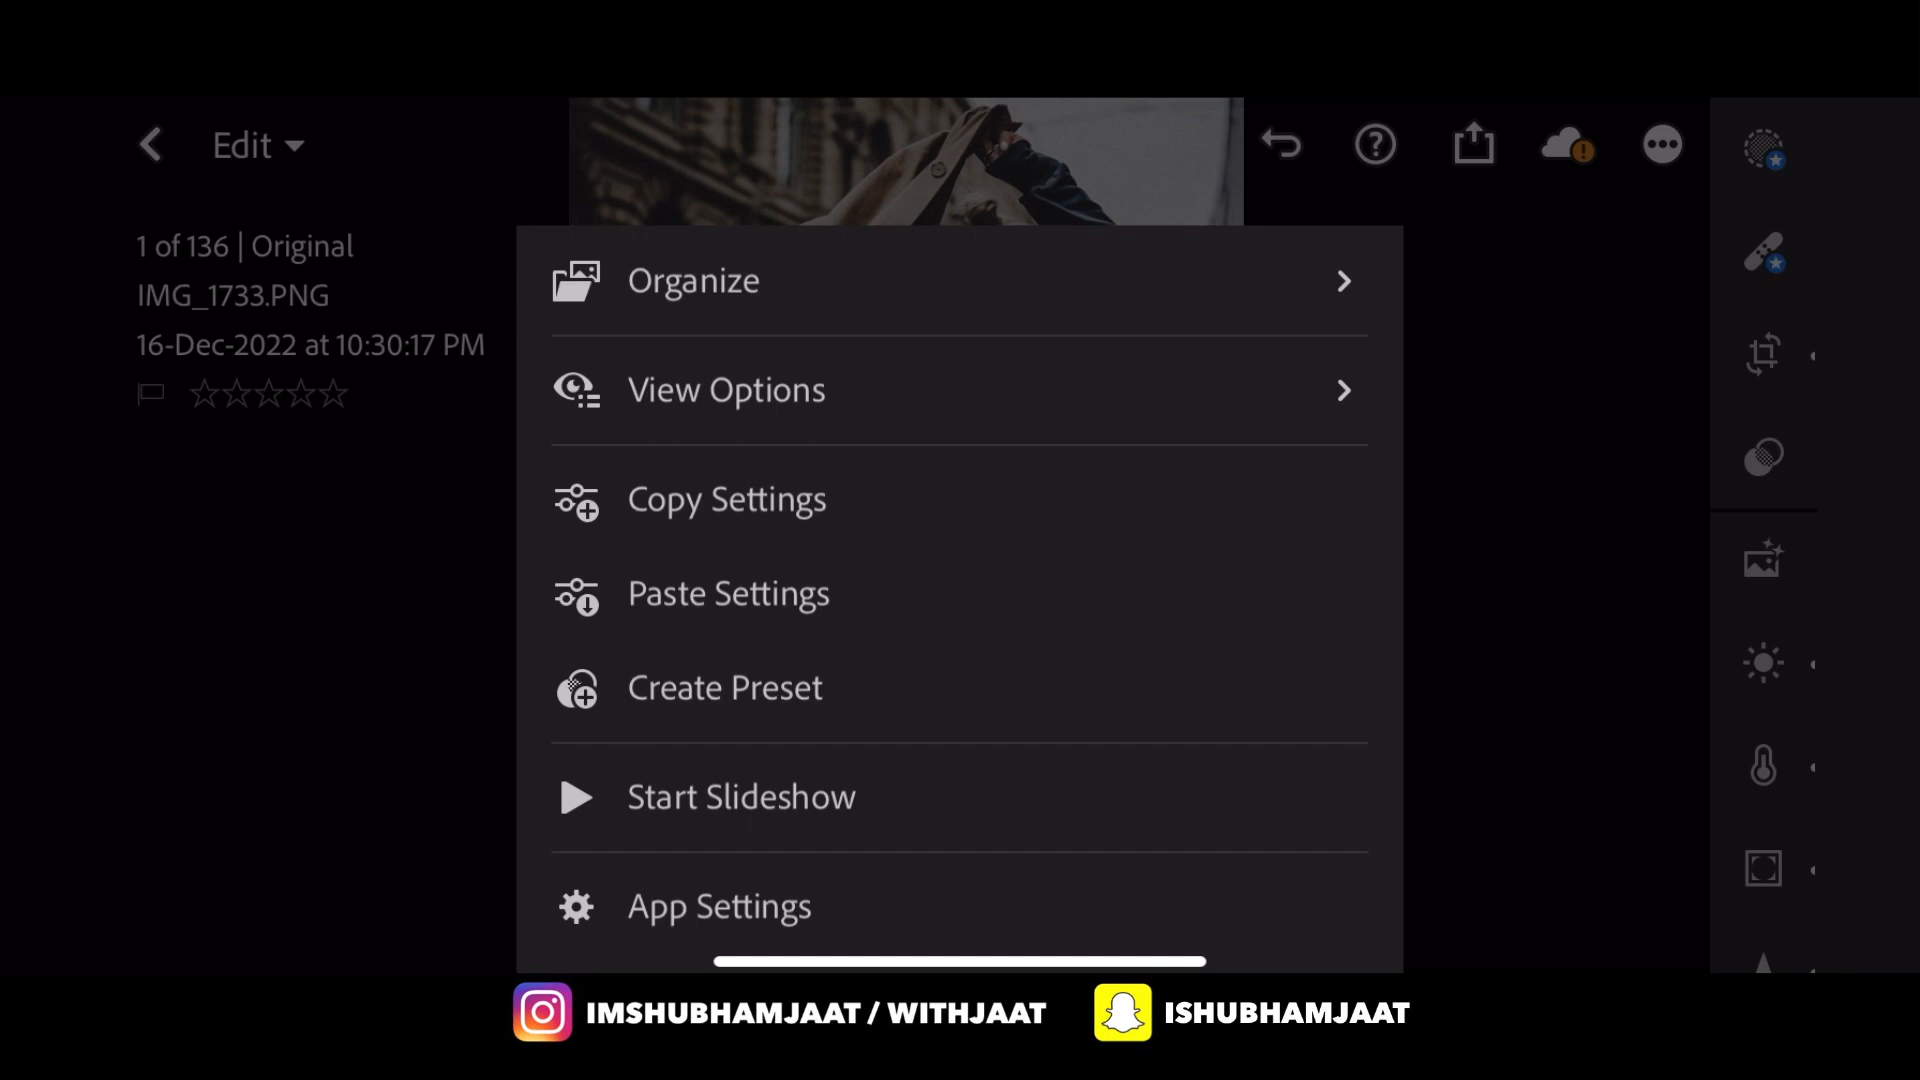 Edit
1 of 136 | Original
IMG_1733.PNG
16-Dec-2022 at 10:30:17 PM
Organize
View Options
Copy Settings
Paste Settings
Create Preset
Start Slideshow
App Settings
IMSHUBHAMJAAT / WITHJAAT
ISHUBHAMJAAT